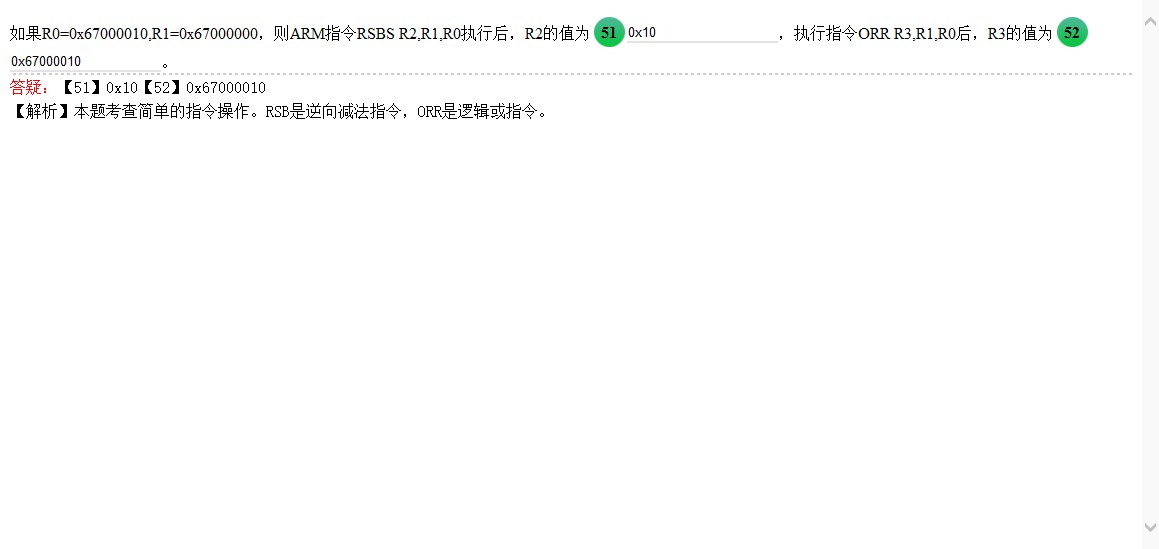 如果R0=0x67000010,R1=0x67000000，则ARM指令RSBS R2,R1,R0执行后，R2的值为 51 0x10 ，执行指令ORR R3,R1,R0后，R3的值为 52
0x67000010 。
答疑：【51】0x10【52】0x67000010
【解析】本题考查简单的指令操作。RSB是逆向减法指令，ORR是逻辑或指令。